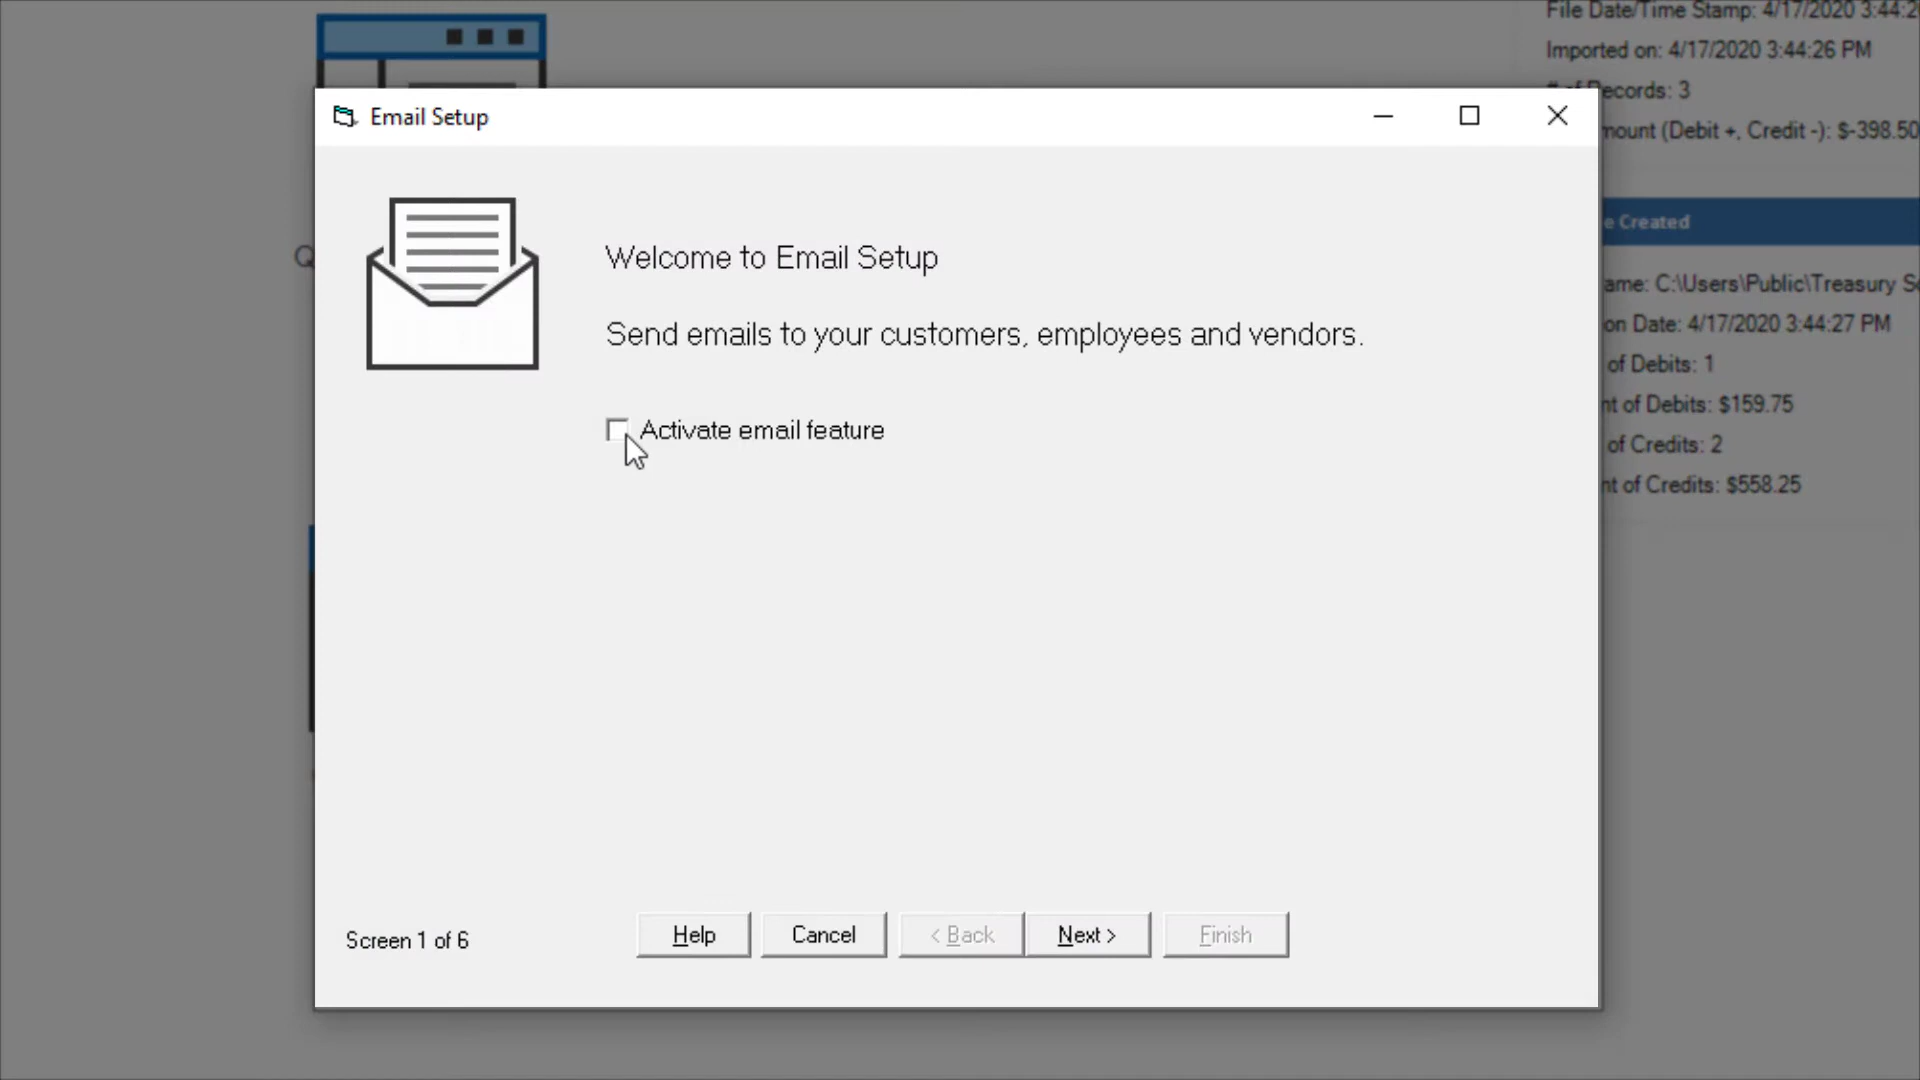 File Date/Time Stamp: 4/17/2020 3:44:2
Imported on: 4/17/2020 3:44:26 PM
Records: 3
(Debit +, Credit -): $-398.50
Email Setup
Created
C:\Users\Public\Treasury
Date: 4/17/2020 3:44:27 PM
of Debits: 1
of Debits: $159.75
of Credits: 2
of Credits: $558.25
Welcome to Email Setup
Send emails to your customers, employees and vendors.
Activate email feature
Screen 1 of 6
Help
Cancel
< Back
Next >
Finish